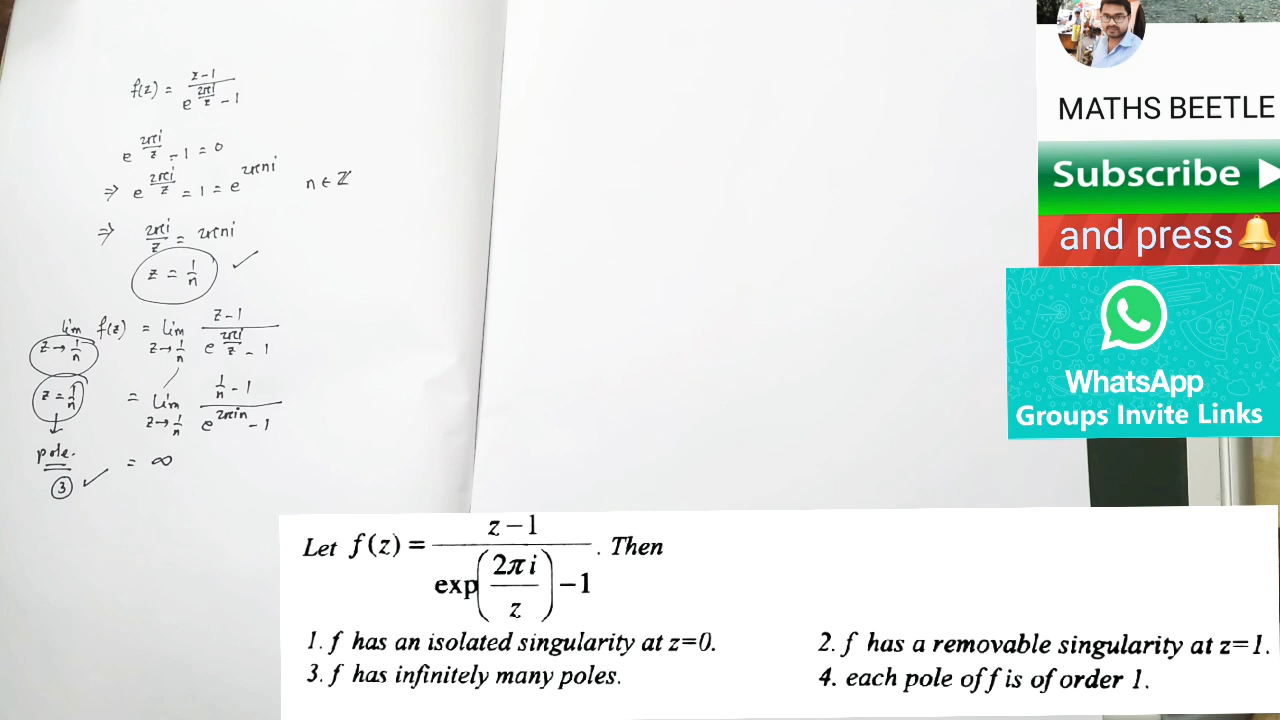 f(z) = (z-1)/(e^(2πi/z) - 1)
e^(2πi/z) - 1 = 0
⇒ e^(2πi/z) = 1 = e^(2πni) n ∈ ℤ
⇒ 2πi/z = 2πni
z = 1/n ✓
lim z→1/n f(z) = lim z→1/n (z-1)/(e^(2πi/z) - 1)
z = 1/n = lim z→1/n (1/n - 1)/(e^(2πin) - 1)
pole. = ∞
③ ✓
MATHS BEETLE
Subscribe
and press
WhatsApp
Groups Invite Links
Let f(z) = (z-1)/(exp(2πi/z) -1) . Then
1. f has an isolated singularity at z=0. 2. f has a removable singularity at z=1.
3. f has infinitely many poles. 4. each pole of f is of order 1.